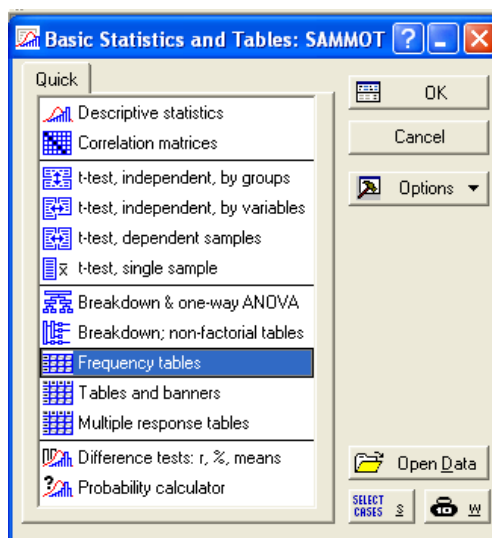 Basic Statistics and Tables: SAMMOT
Quick
Descriptive statistics
Correlation matrices
t-test, independent, by groups
t-test, independent, by variables
t-test, dependent samples
t-test, single sample
Breakdown & one-way ANOVA
Breakdown; non-factorial tables
Frequency tables
Tables and banners
Multiple response tables
Difference tests: r, %, means
Probability calculator
OK
Cancel
Options
Open Data
SELECT
CASES S
W